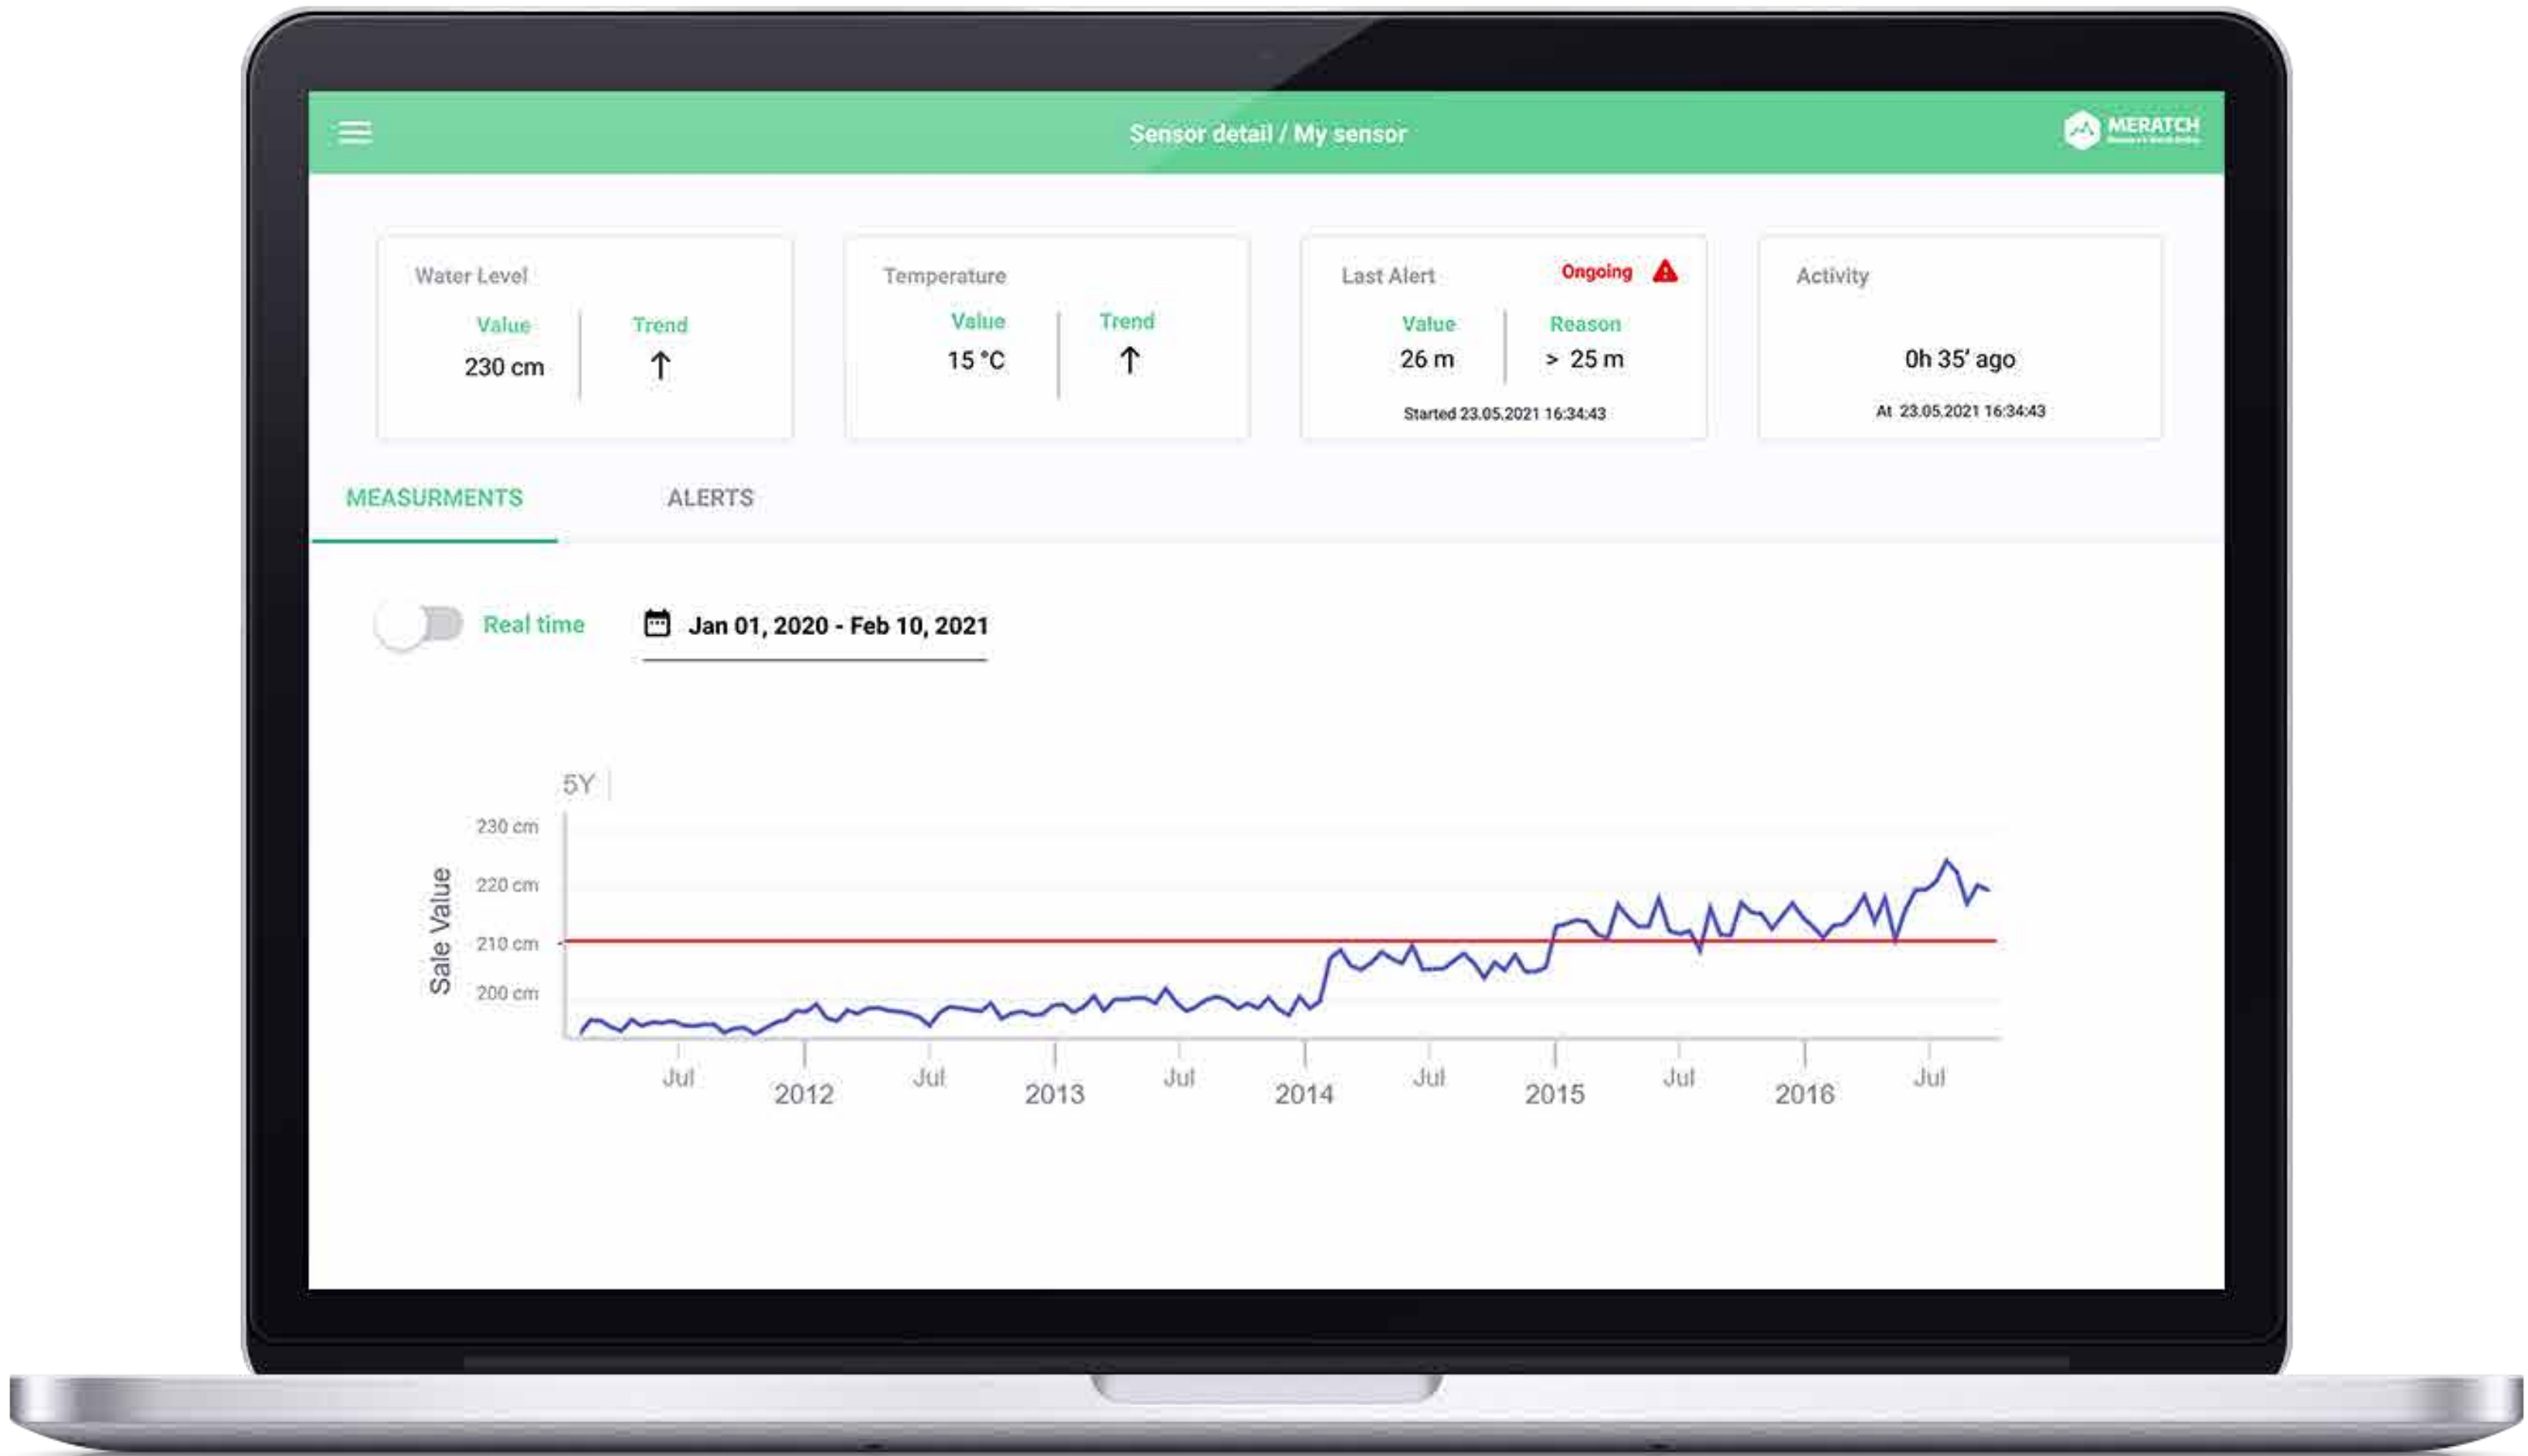 Sensor detail / My sensor
MERATCH
Water Level
Value
Trend
230 cm
↑
Temperature
Value
Trend
15 °C
↑
Last Alert
Ongoing
Value
Reason
26 m
> 25 m
Started 23.05.2021 16:34:43
Activity
0h 35' ago
At 23.05.2021 16:34:43
MEASURMENTS
ALERTS
Real time
Jan 01, 2020 - Feb 10, 2021
5Y
Sale Value
230 cm
220 cm
210 cm
200 cm
Jul
2012
Jul
2013
Jul
2014
Jul
2015
Jul
2016
Jul